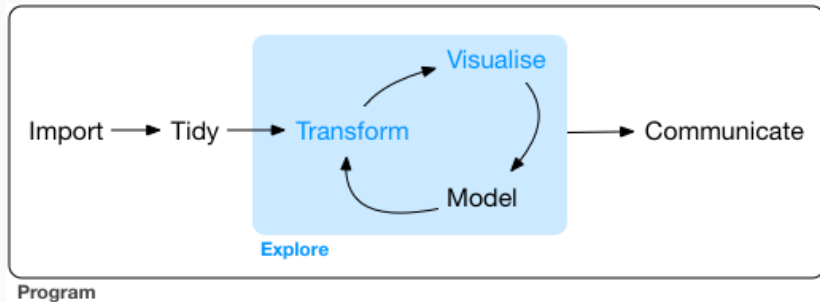 Visualise
Import Tidy Transform Communicate
Model
Explore
Program